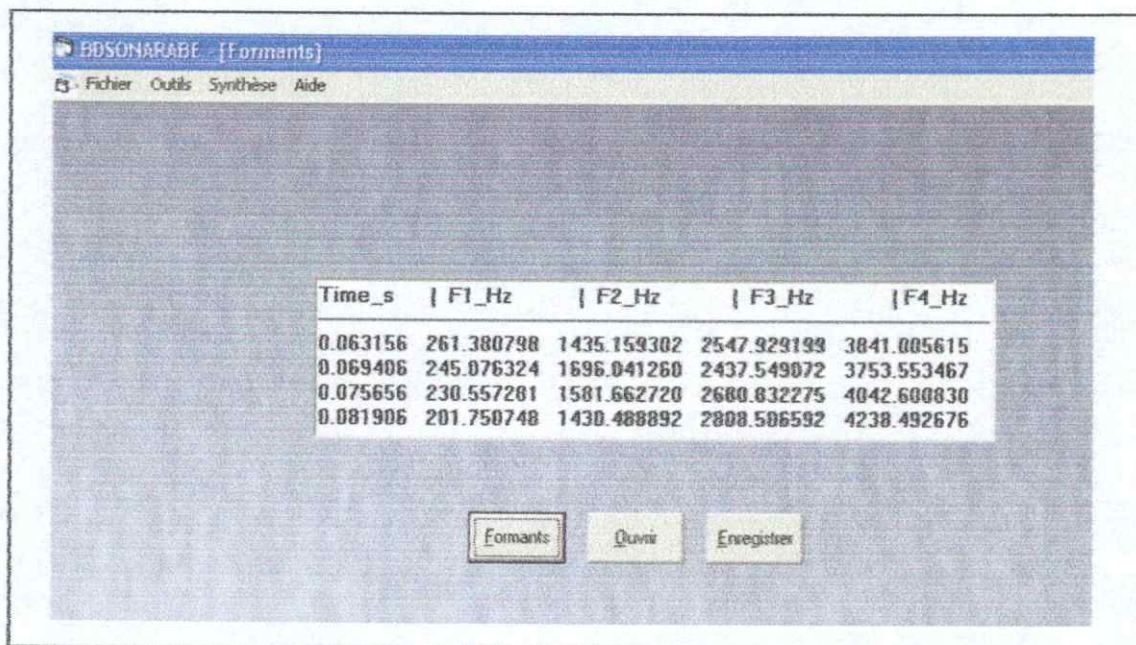 BDSONARABE - [Formants]
Fichier Outils Synthèse Aide
Time_s | F1_Hz | F2_Hz | F3_Hz | F4_Hz
0.063156 261.380798 1435.159302 2547.929199 3841.005615
0.069406 245.076324 1696.041260 2437.549072 3753.553467
0.075656 230.557281 1581.662720 2680.832275 4042.600830
0.081906 201.750748 1430.488892 2808.506592 4238.492676
Formants Ouvrir Enregistrer